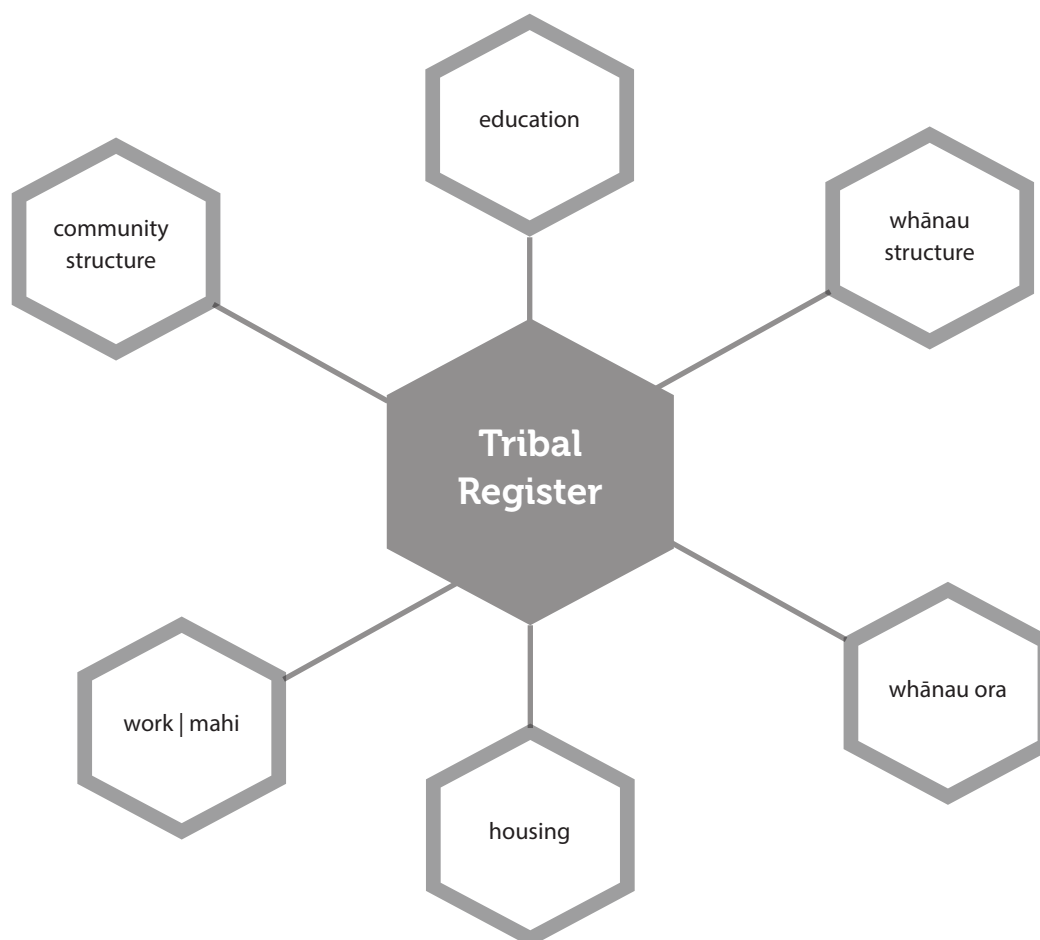 education
community
structure
whānau
structure
Tribal
Register
work | mahi
whānau ora
housing